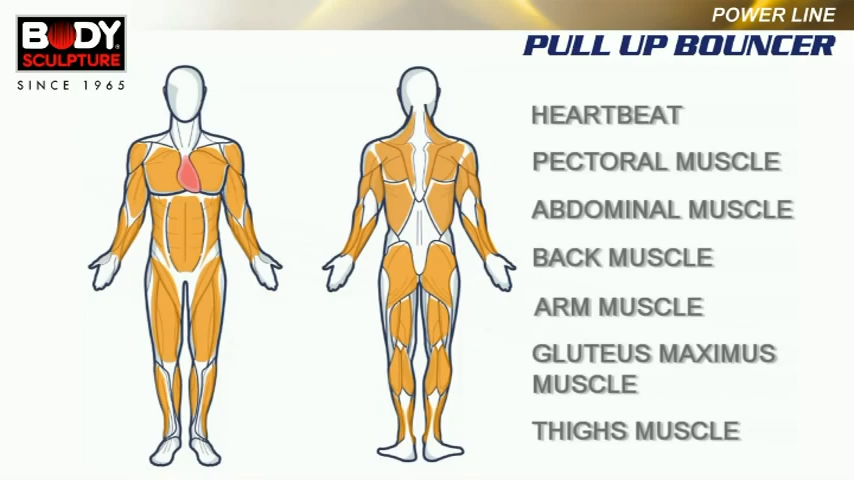 BODY
SCULPTURE
SINCE 1965
POWER LINE
PULL UP BOUNCER
HEARTBEAT
PECTORAL MUSCLE
ABDOMINAL MUSCLE
BACK MUSCLE
ARM MUSCLE
GLUTEUS MAXIMUS
MUSCLE
THIGHS MUSCLE